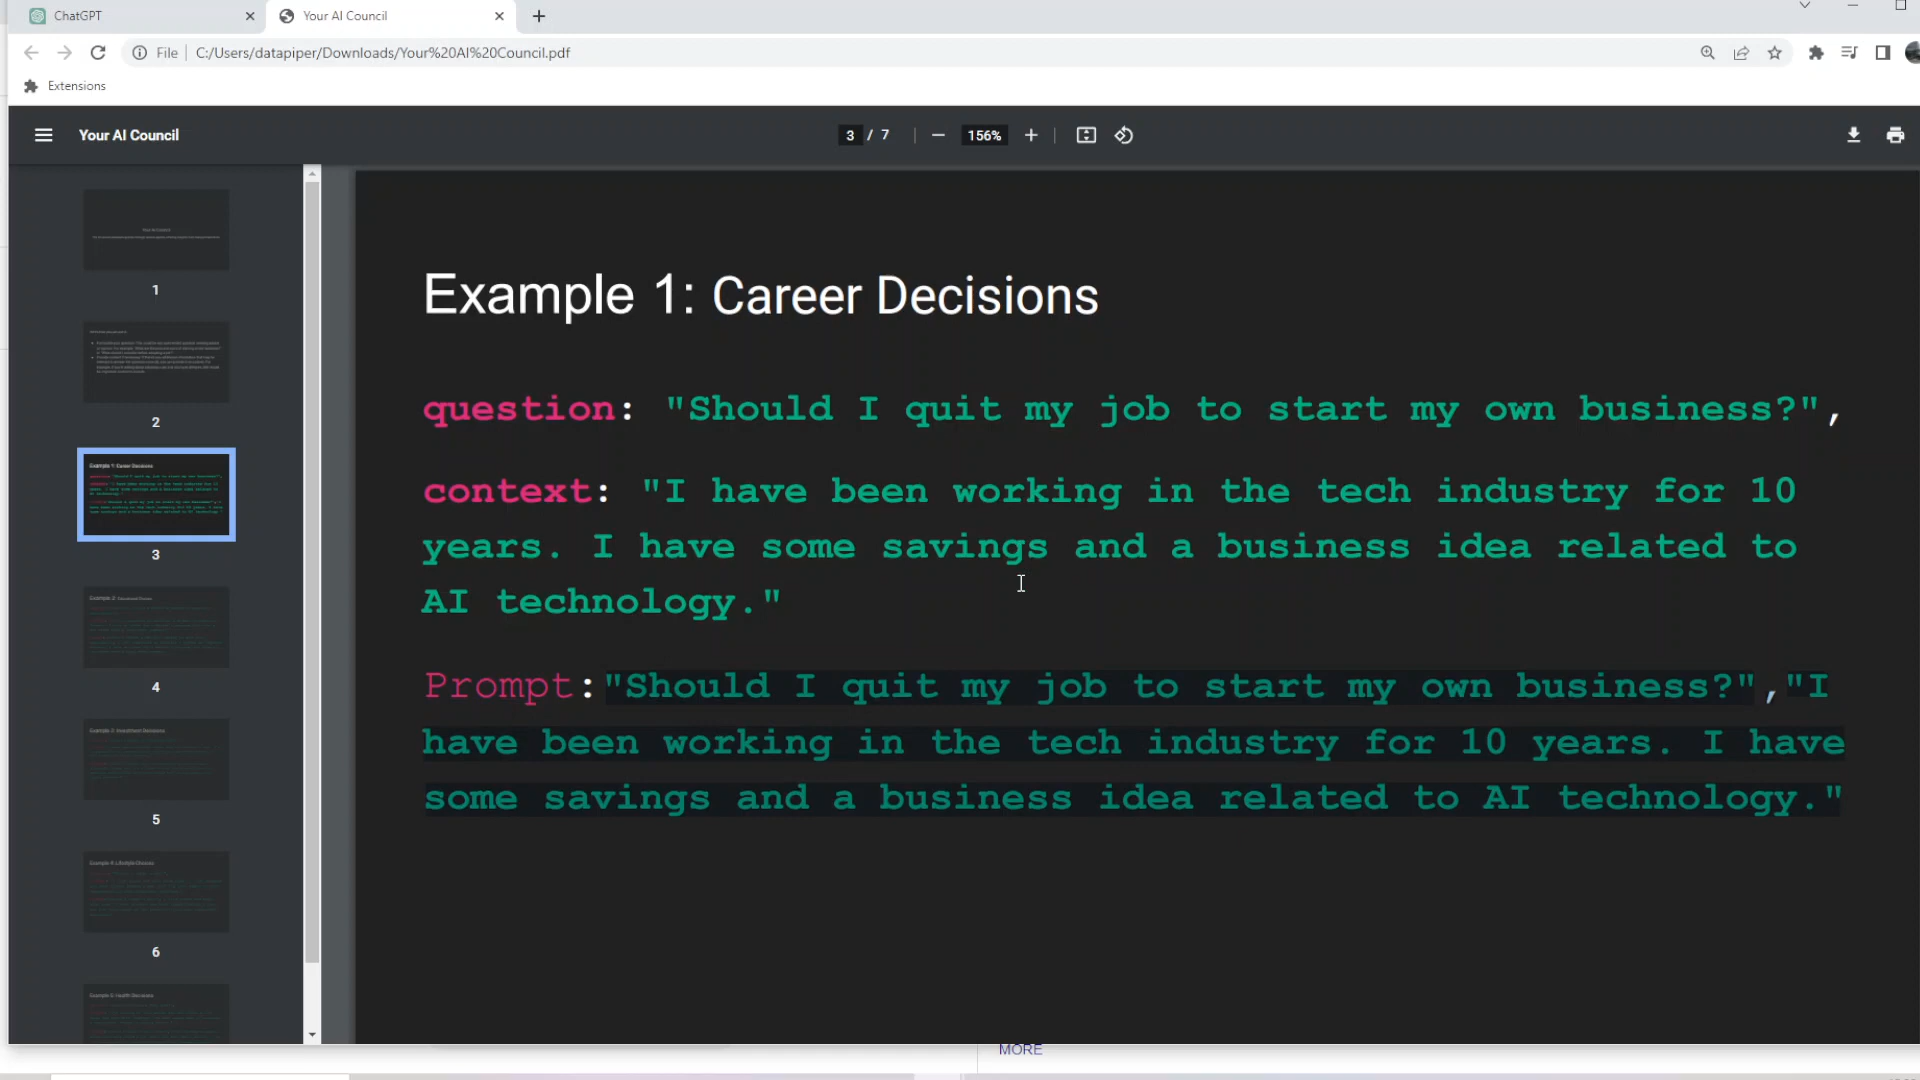 ChatGPT
Your AI Council
File
C:/Users/datapiper/Downloads/Your%20AI%20Council.pdf
Extensions
Your AI Council
3 / 7
156%
1
2
Example 1: Career Decisions
3
4
5
6
Example 1: Career Decisions
question: "Should I quit my job to start my own business?",
context: "I have been working in the tech industry for 10
years. I have some savings and a business idea related to
AI technology."
Prompt:"Should I quit my job to start my own business?","I
have been working in the tech industry for 10 years. I have
some savings and a business idea related to AI technology."
MORE